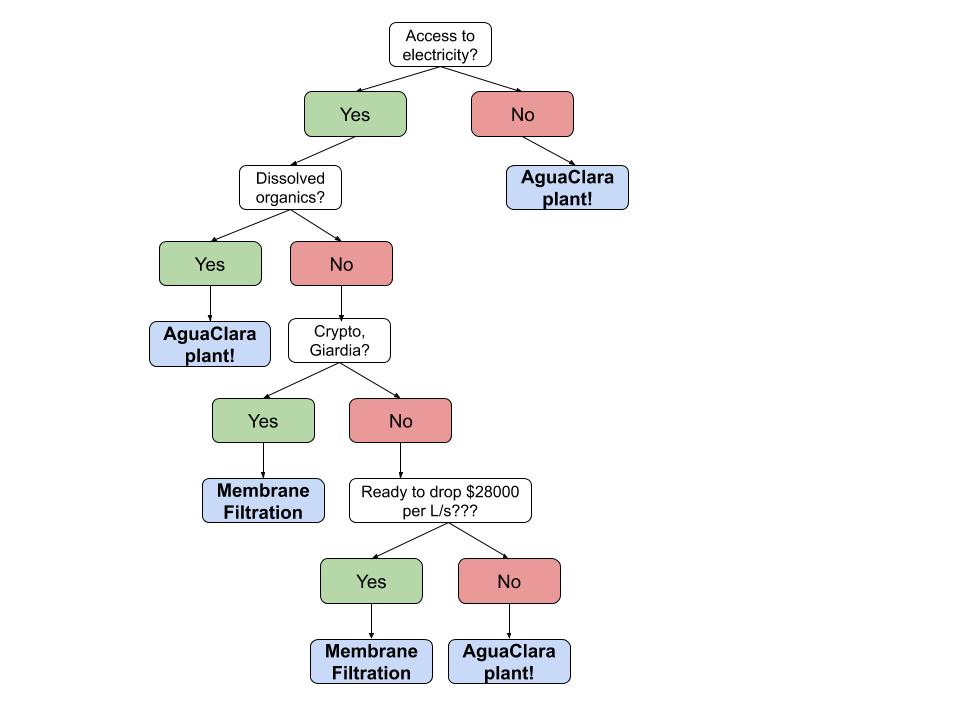 Access to
electricity?
Yes
No
Dissolved
organics?
AguaClara
plant!
Yes
No
AguaClara
plant!
Crypto,
Giardia?
Yes
No
Membrane
Filtration
Ready to drop $28000
per L/s???
Yes
No
Membrane
Filtration
AguaClara
plant!